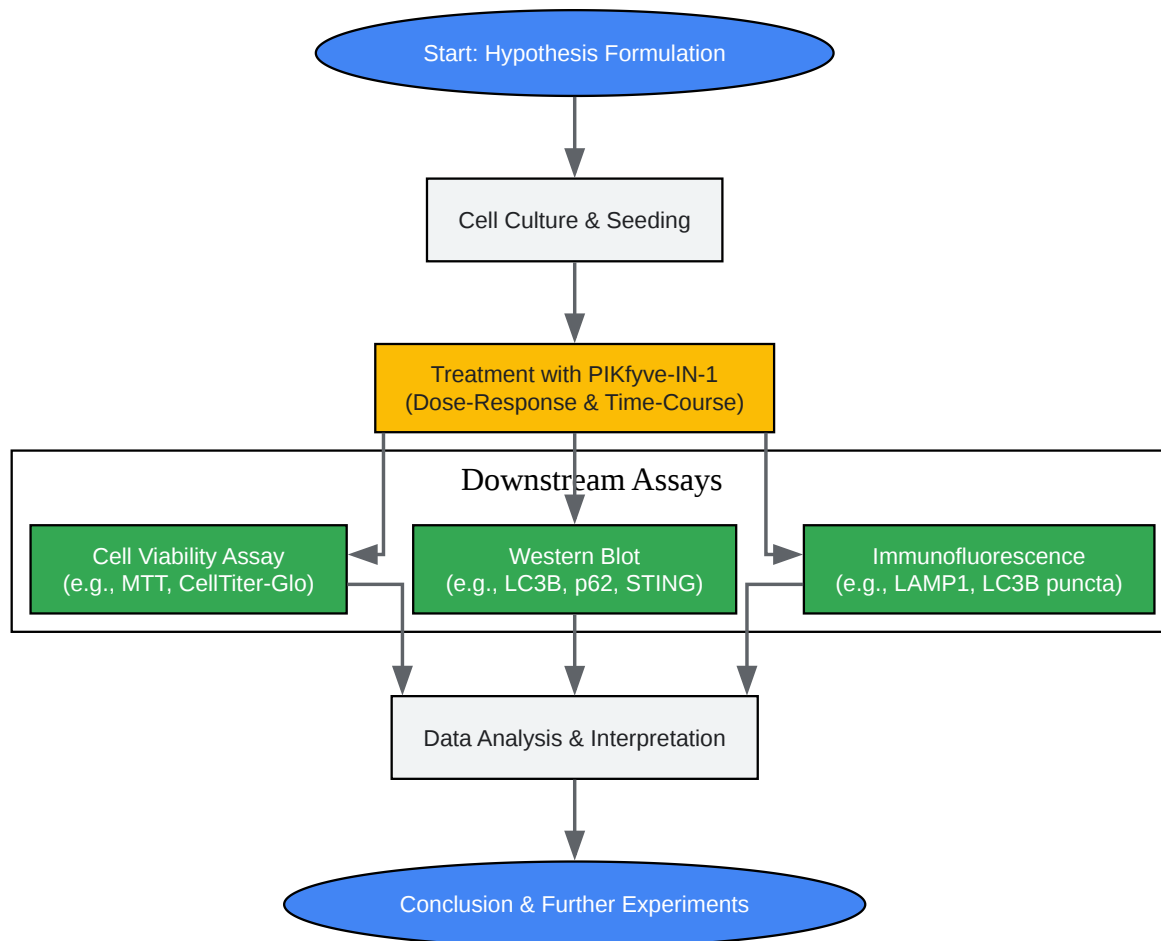 Start: Hypothesis Formulation
Cell Culture & Seeding
Treatment with PIKfyve-IN-1
(Dose-Response & Time-Course)
Downstream Assays
Cell Viability Assay
(e.g., MTT, CellTiter-Glo)
Western Blot
(e.g., LC3B, p62, STING)
Immunofluorescence
(e.g., LAMP1, LC3B puncta)
Data Analysis & Interpretation
Conclusion & Further Experiments